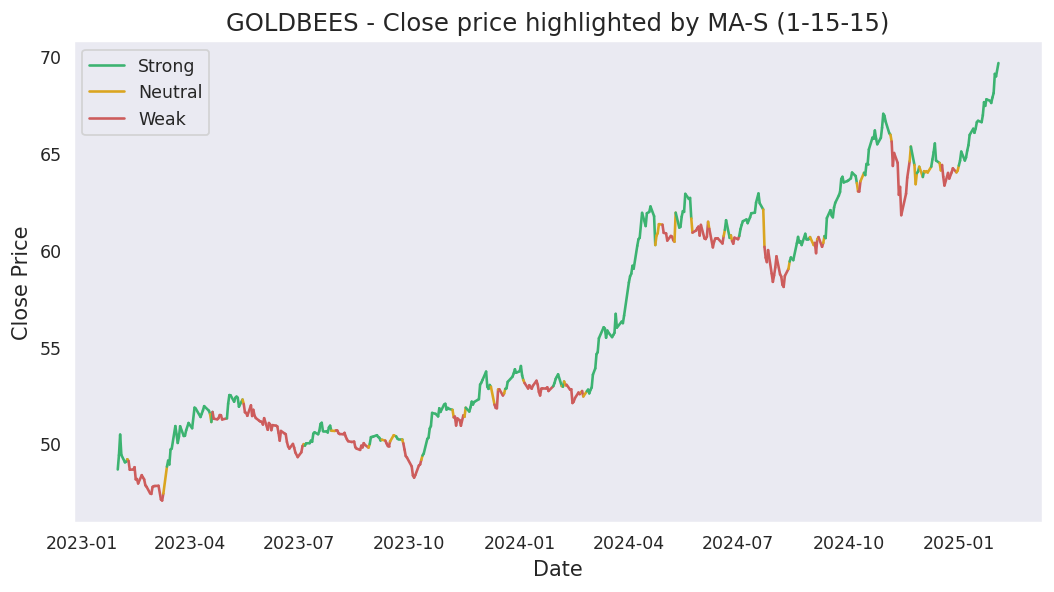 GOLDBEES - Close price highlighted by MA-S (1-15-15)
Strong
Neutral
Weak
70
65
60
55
50
Close Price
2023-01 2023-04 2023-07 2023-10 2024-01 2024-04 2024-07 2024-10 2025-01
Date